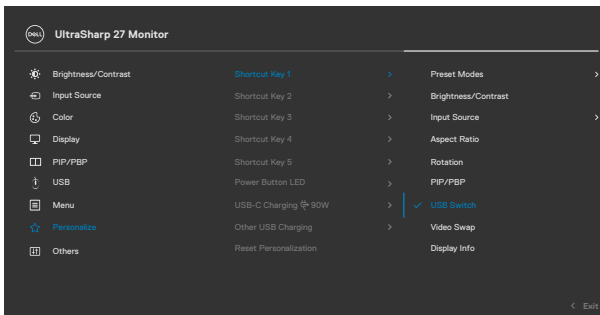 DELL UltraSharp 27 Monitor
Brightness/Contrast
Input Source
Color
Display
PIP/PBP
USB
Menu
Personalize
Others
Shortcut Key 1
Shortcut Key 2
Shortcut Key 3
Shortcut Key 4
Shortcut Key 5
Power Button LED
USB-C Charging 90W
Other USB Charging
Reset Personalization
Preset Modes
Brightness/Contrast
Input Source
Aspect Ratio
Rotation
PIP/PBP
USB Switch
Video Swap
Display Info
Exit